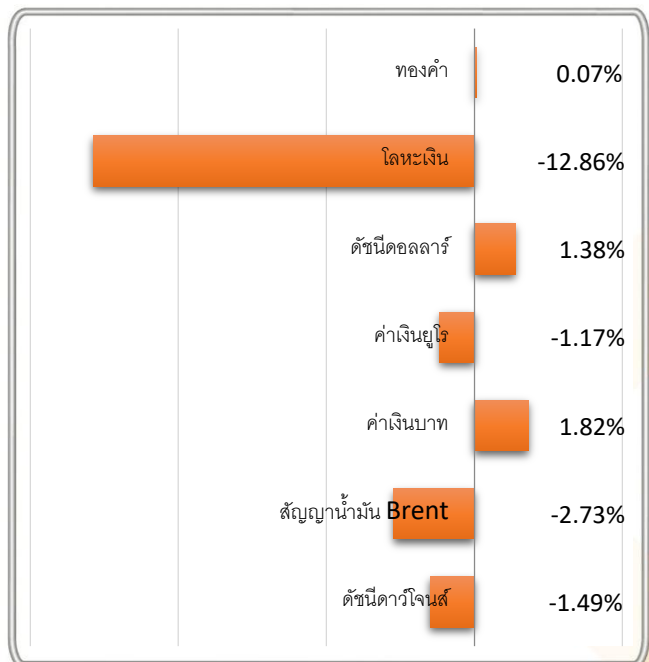 ทองคำ 0.07%
โลหะเงิน -12.86%
ดัชนีดอลลาร์ 1.38%
ค่าเงินยูโร -1.17%
ค่าเงินบาท 1.82%
สัญญาน้ำมัน Brent -2.73%
ดัชนีดาวโจนส์ -1.49%